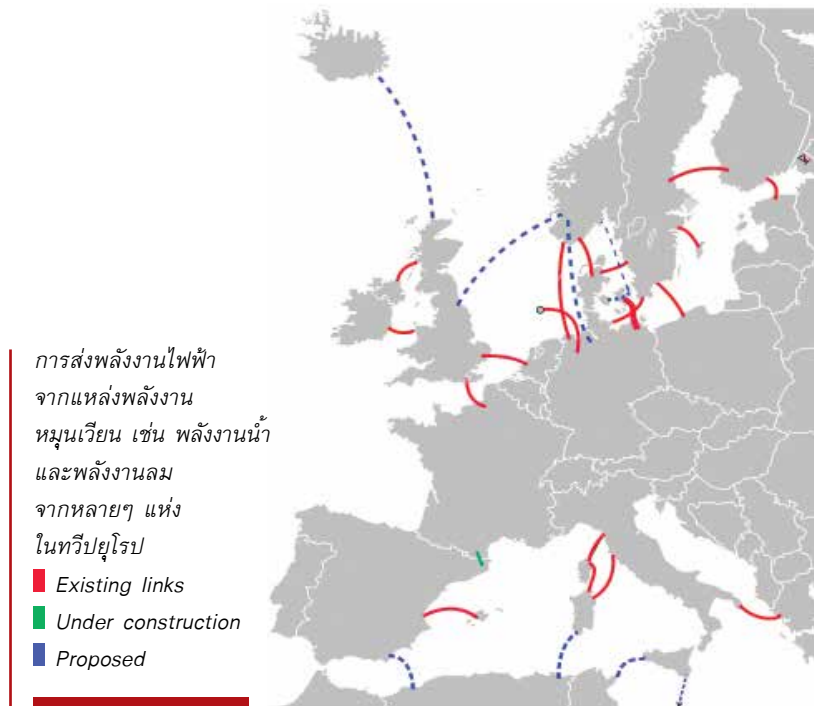 การส่งพลังงานไฟฟ้า
จากแหล่งพลังงาน
หมุนเวียน เช่น พลังงานน้ำ
และพลังงานลม
จากหลายๆ แห่ง
ในทวีปยุโรป
Existing links
Under construction
Proposed